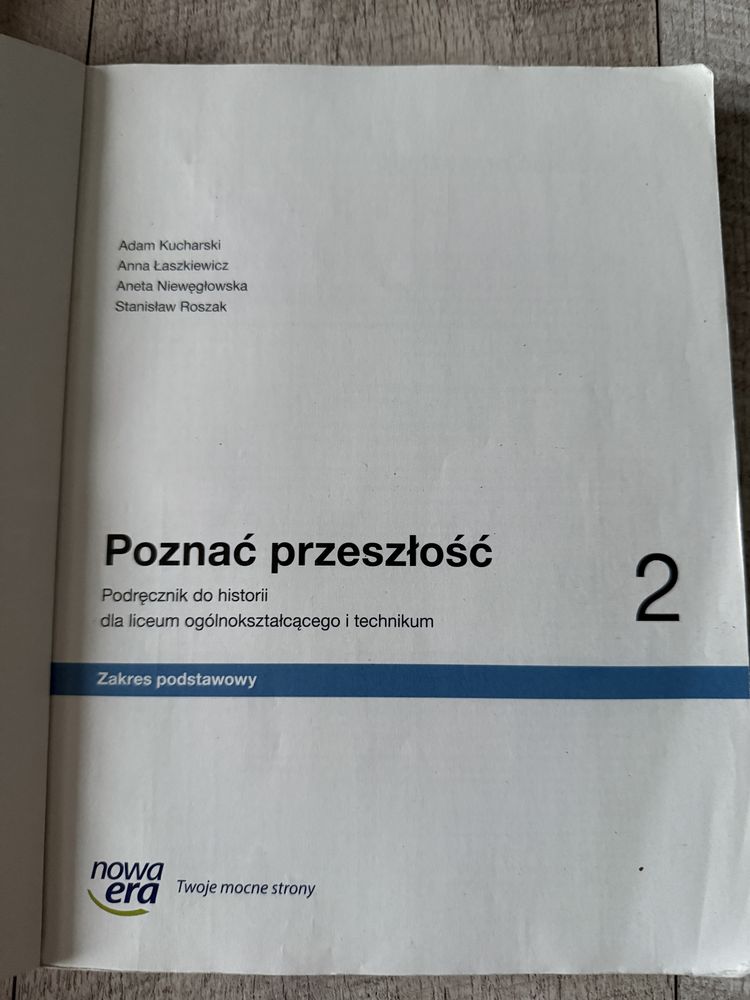 Adam Kucharski
Anna Łaszkiewicz
Aneta Niewęgłowska
Stanisław Roszak
Poznać przeszłość
2
Podręcznik do historii
dla liceum ogólnokształcącego i technikum
Zakres podstawowy
nowa
era
Twoje mocne strony